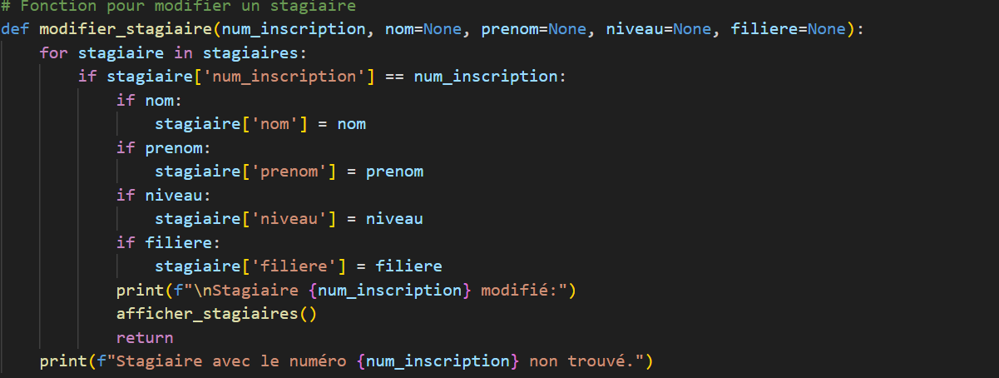 # Fonction pour modifier un stagiaire
def modifier_stagiaire(num_inscription, nom=None, prenom=None, niveau=None, filiere=None):
    for stagiaire in stagiaires:
        if stagiaire['num_inscription'] == num_inscription:
            if nom:
                stagiaire['nom'] = nom
            if prenom:
                stagiaire['prenom'] = prenom
            if niveau:
                stagiaire['niveau'] = niveau
            if filiere:
                stagiaire['filiere'] = filiere
            print(f"\nStagiaire {num_inscription} modifié:")
            afficher_stagiaires()
            return
    print(f"Stagiaire avec le numéro {num_inscription} non trouvé.")